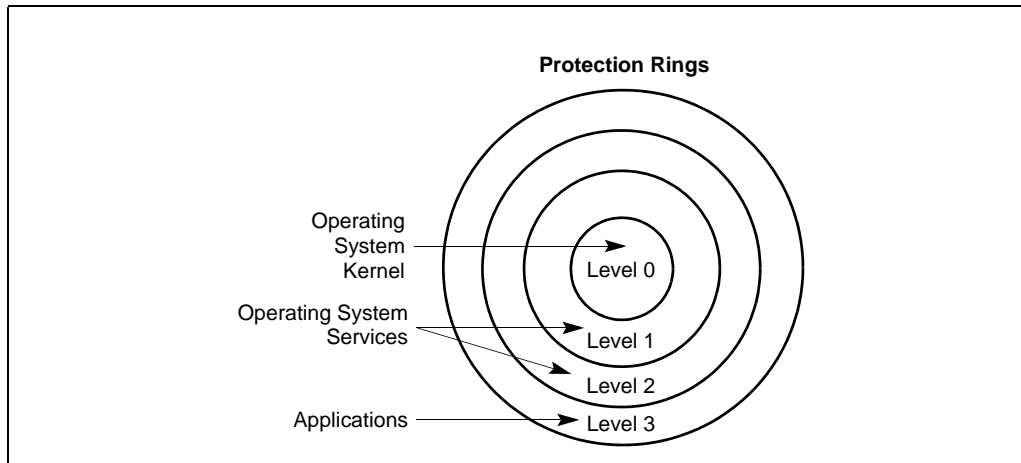 Protection Rings
Operating
System
Kernel
Level 0
Operating System
Services
Level 1
Level 2
Applications
Level 3